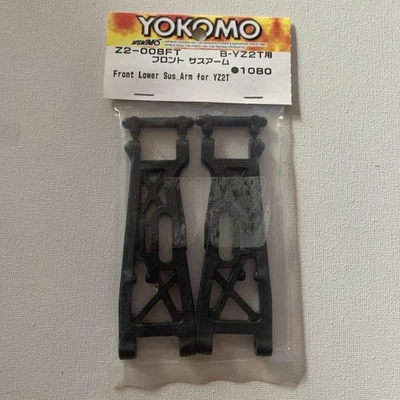 YOKOMO
YOKOMO
Z2-008FT B-YZ2T用
フロント サスアーム
●1080
Front Lower Sus.Arm for YZ2T